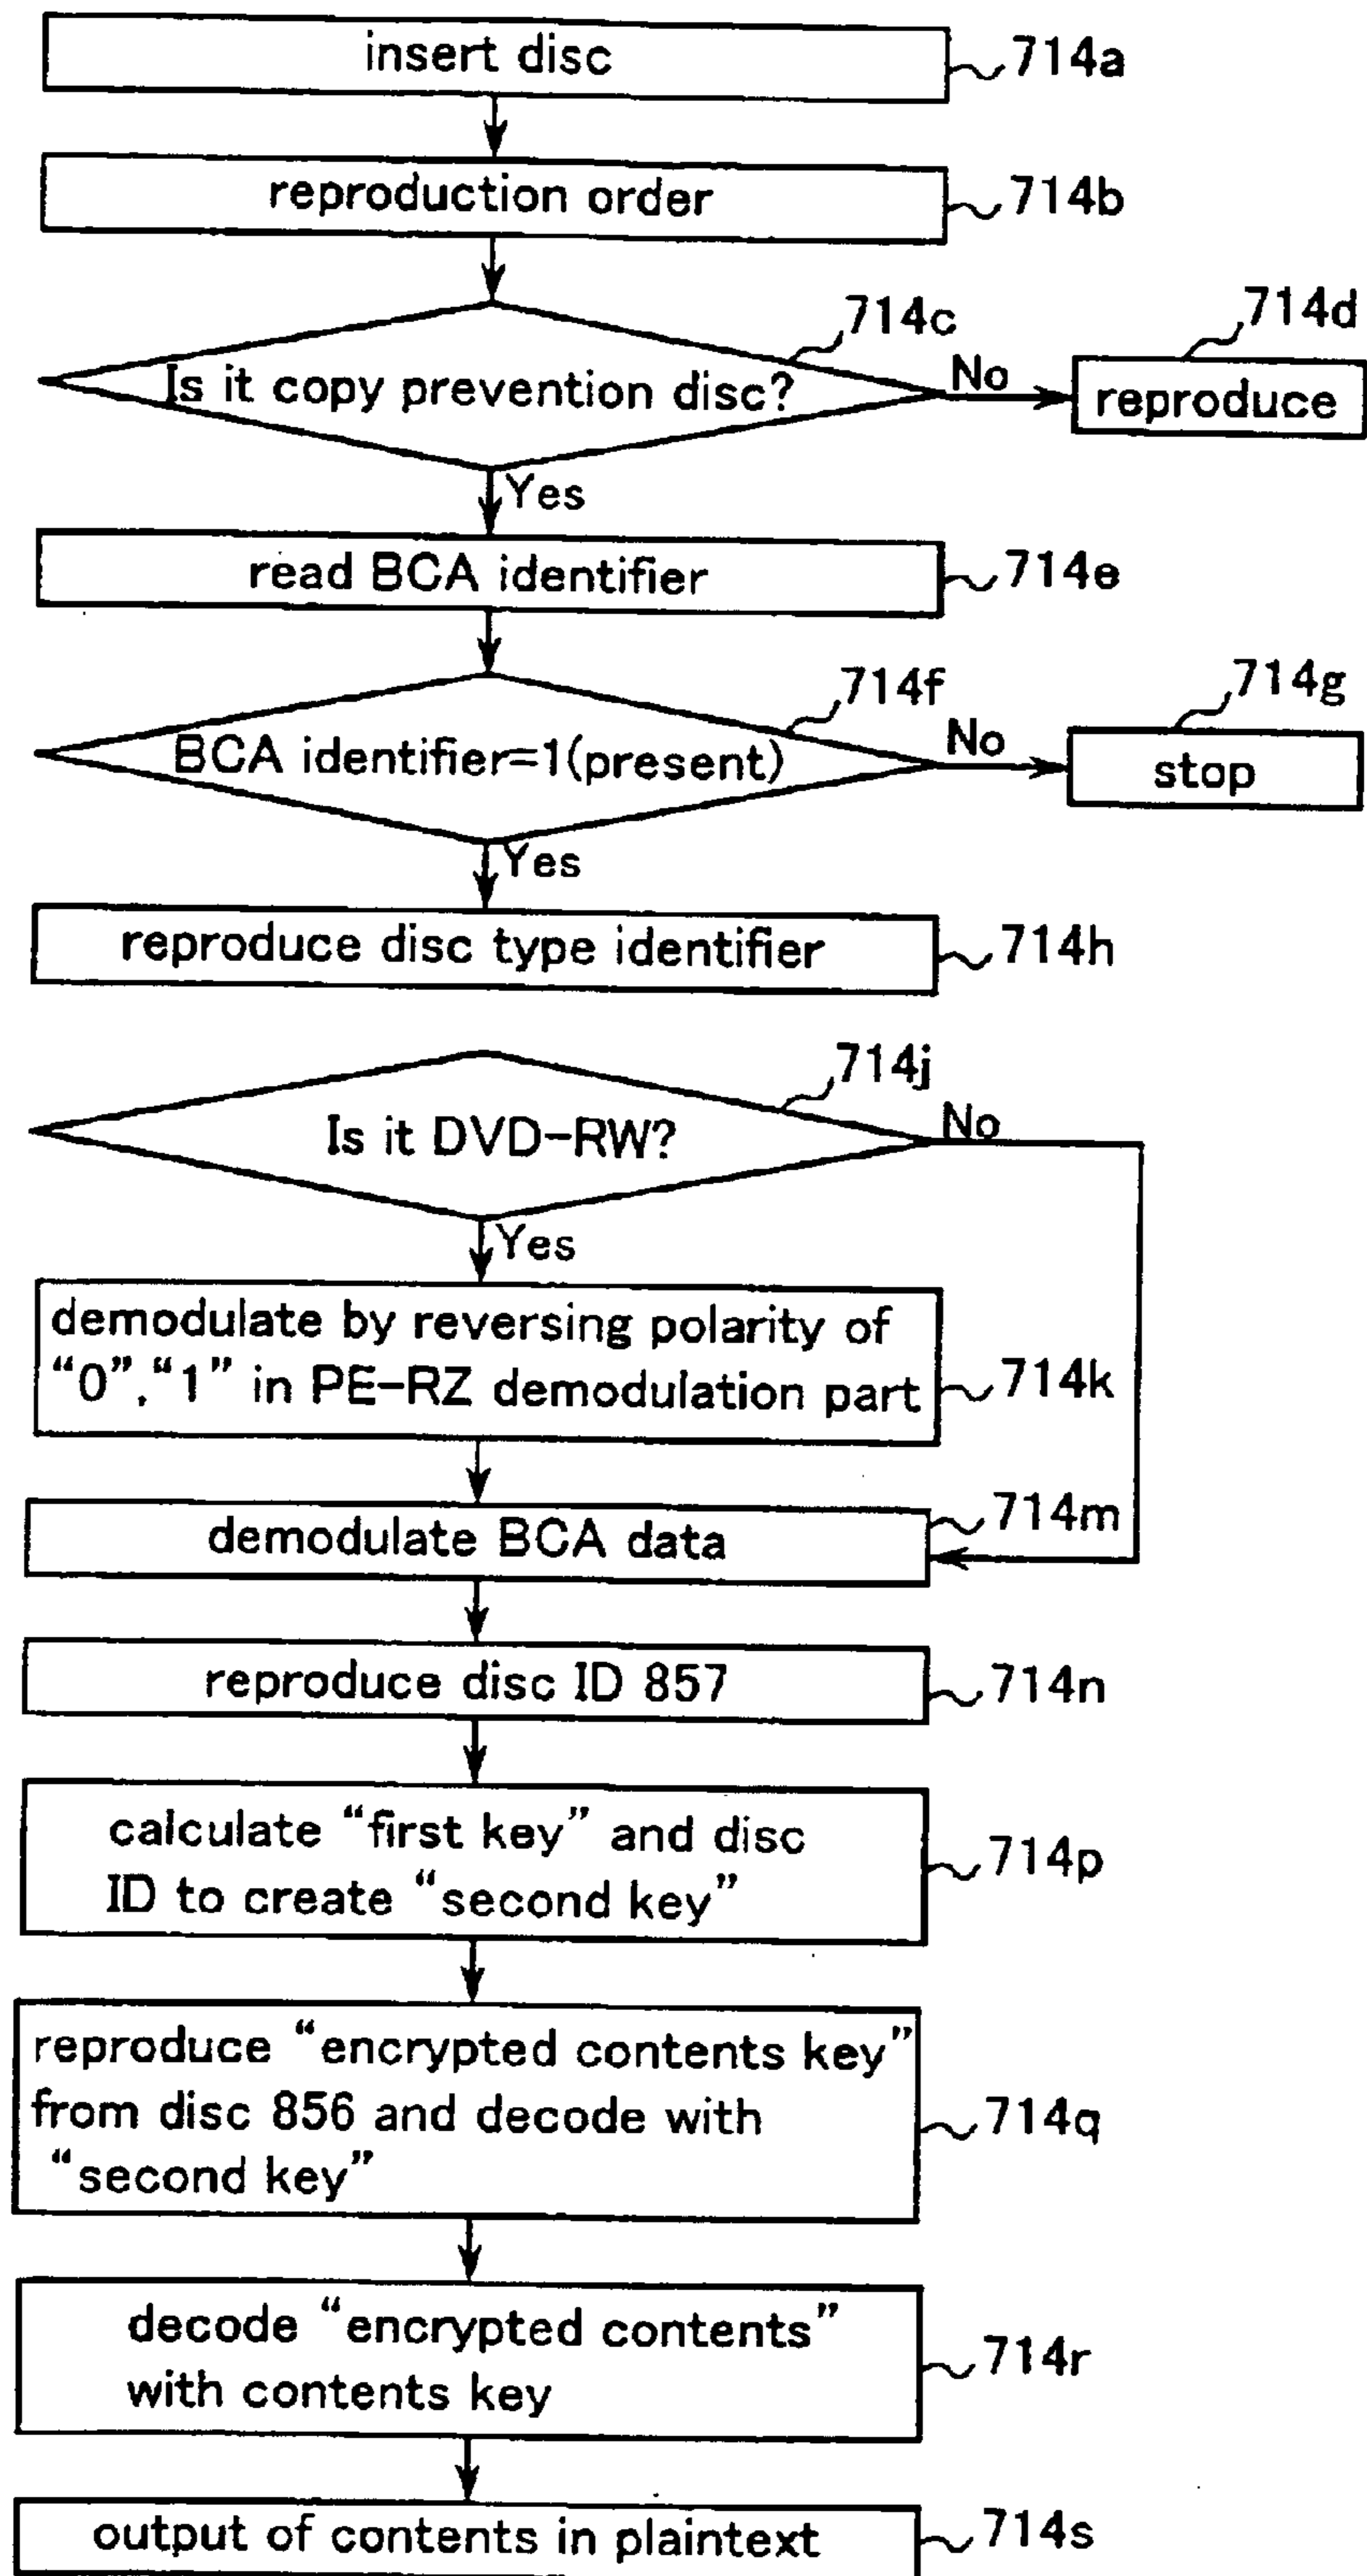 insert disc
714a
reproduction order
714b
714c
714d
Is it copy prevention disc?
No
reproduce
Yes
read BCA identifier
714e
714f
714g
BCA identifier=1(present)
No
stop
Yes
reproduce disc type identifier
714h
714j
Is it DVD-RW?
No
Yes
demodulate by reversing polarity of
“0”, “1” in PE-RZ demodulation part
714k
demodulate BCA data
714m
reproduce disc ID 857
714n
calculate “first key” and disc
ID to create “second key”
714p
reproduce “encrypted contents key”
from disc 856 and decode with
“second key”
714q
decode “encrypted contents”
with contents key
714r
output of contents in plaintext
714s